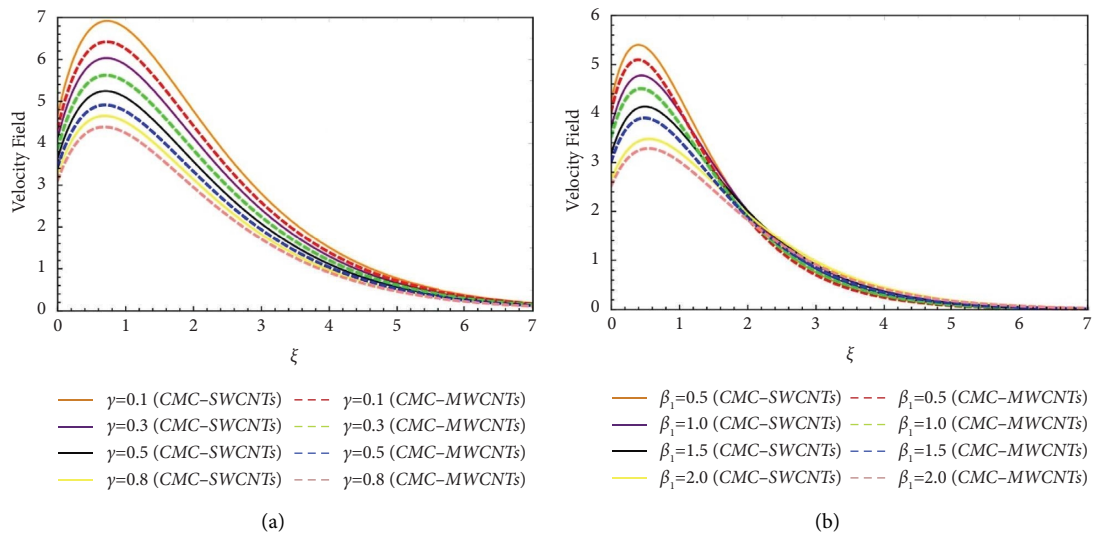 7
6
5
4
3
2
1
0
Velocity Field
0 1 2 3 4 5 6 7
ξ
γ=0.1 (CMC–SWCNTs) γ=0.1 (CMC–MWCNTs)
γ=0.3 (CMC–SWCNTs) γ=0.3 (CMC–MWCNTs)
γ=0.5 (CMC–SWCNTs) γ=0.5 (CMC–MWCNTs)
γ=0.8 (CMC–SWCNTs) γ=0.8 (CMC–MWCNTs)
(a)
6
5
4
3
2
1
0
Velocity Field
0 1 2 3 4 5 6 7
ξ
β₁=0.5 (CMC–SWCNTs) β₁=0.5 (CMC–MWCNTs)
β₁=1.0 (CMC–SWCNTs) β₁=1.0 (CMC–MWCNTs)
β₁=1.5 (CMC–SWCNTs) β₁=1.5 (CMC–MWCNTs)
β₁=2.0 (CMC–SWCNTs) β₁=2.0 (CMC–MWCNTs)
(b)